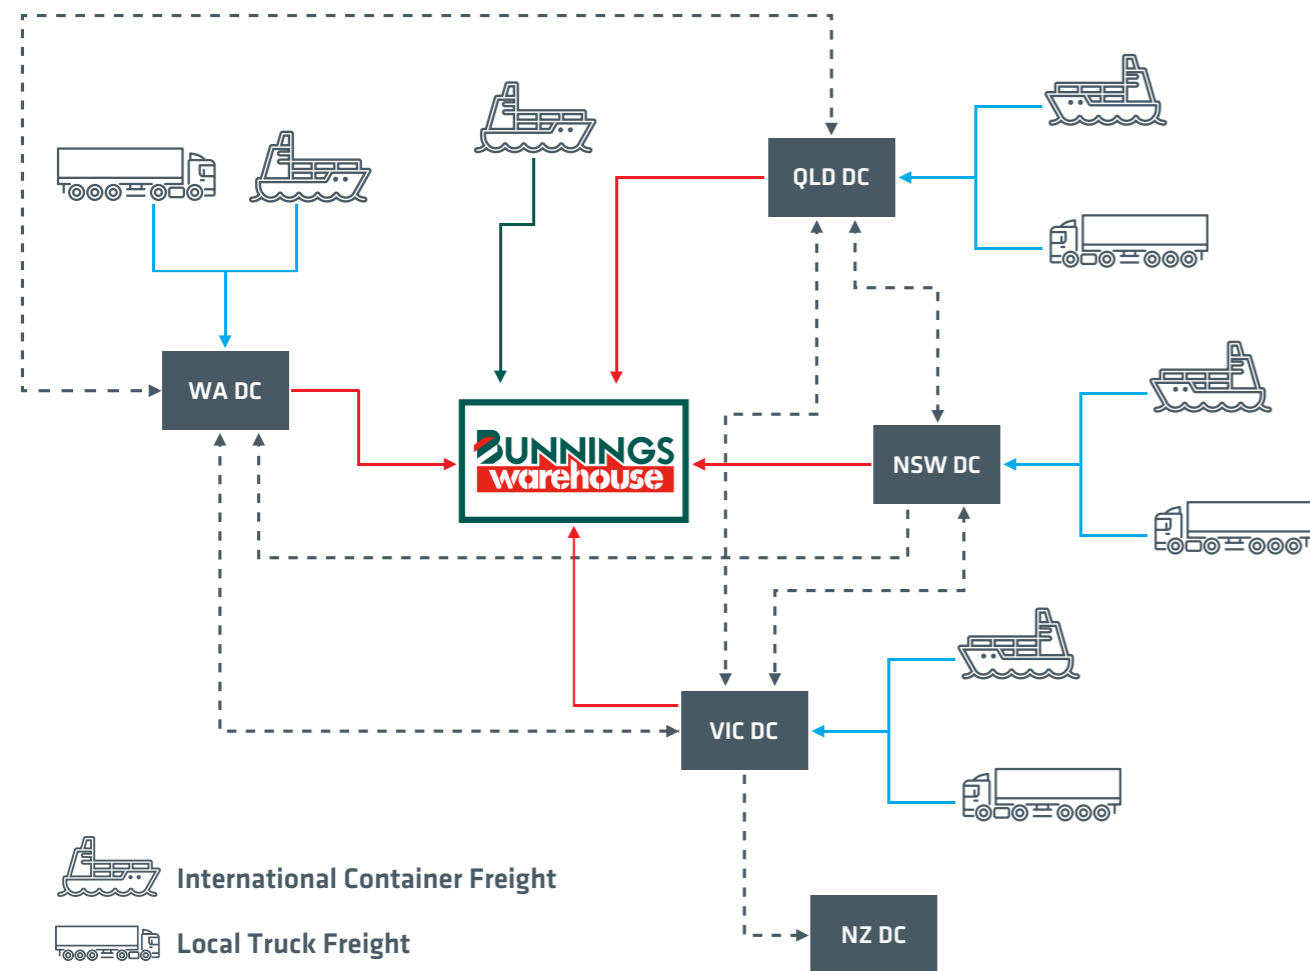 QLD DC
WA DC
BUNNINGS
warehouse
NSW DC
VIC DC
International Container Freight
NZ DC
Local Truck Freight